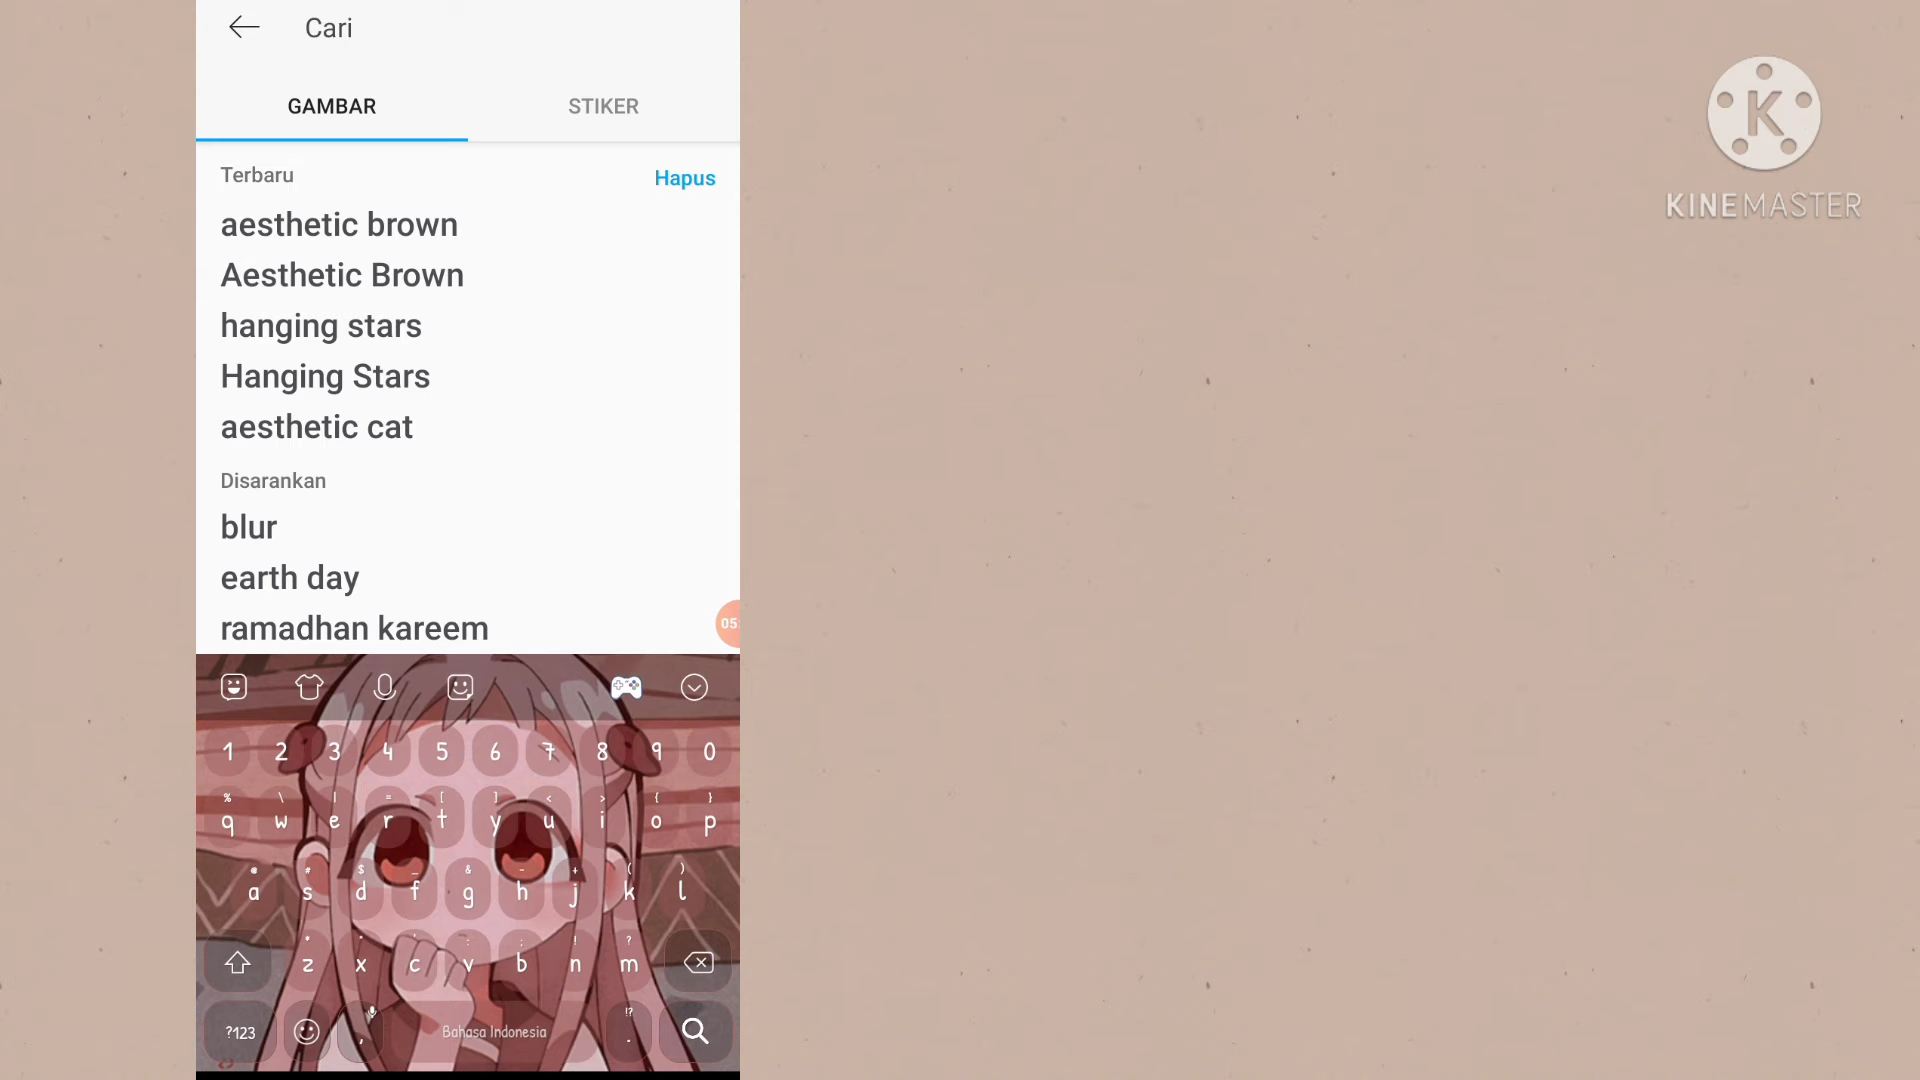 Cari
GAMBAR STIKER
Terbaru Hapus
aesthetic brown
Aesthetic Brown
hanging stars
Hanging Stars
aesthetic cat
Disarankan
blur
earth day
ramadhan kareem
05
1 2 3 4 5 6 7 8 9 0
% \ | = [ ] < > { }
q w e r t y u i o p
@ # $ _ & - + ( )
a s d f g h j k l
* " ' : ; ! ?
z x c v b n m
!?
?123 , Bahasa Indonesia .
K
KINEMASTER